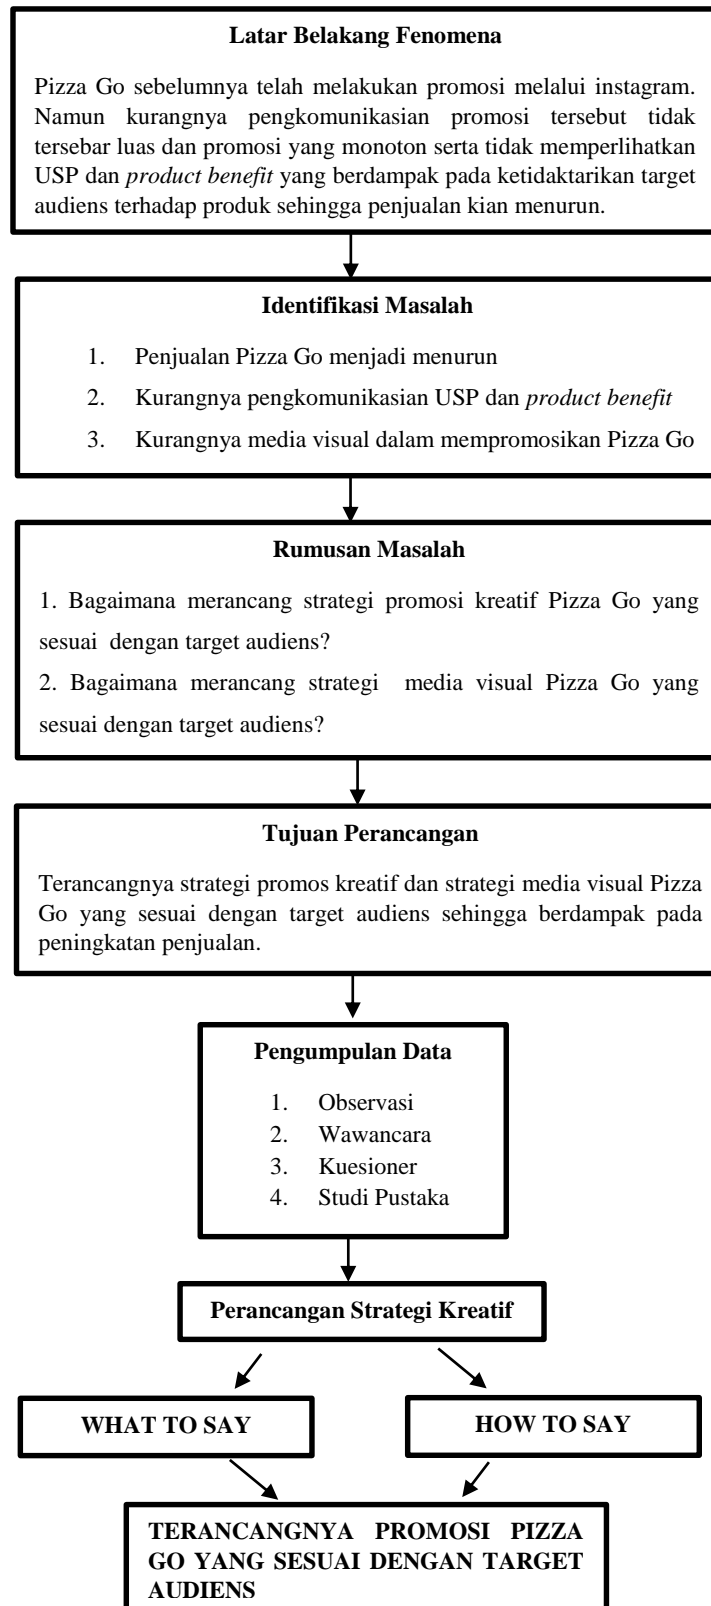 Latar Belakang Fenomena
Pizza Go sebelumnya telah melakukan promosi melalui instagram.
Namun kurangnya pengkomunikasian promosi tersebut tidak
tersebar luas dan promosi yang monoton serta tidak memperlihatkan
USP dan product benefit yang berdampak pada ketidaktarikan target
audiens terhadap produk sehingga penjualan kian menurun.
Identifikasi Masalah
1. Penjualan Pizza Go menjadi menurun
2. Kurangnya pengkomunikasian USP dan product benefit
3. Kurangnya media visual dalam mempromosikan Pizza Go
Rumusan Masalah
1. Bagaimana merancang strategi promosi kreatif Pizza Go yang
sesuai dengan target audiens?
2. Bagaimana merancang strategi media visual Pizza Go yang
sesuai dengan target audiens?
Tujuan Perancangan
Terancangnya strategi promos kreatif dan strategi media visual Pizza
Go yang sesuai dengan target audiens sehingga berdampak pada
peningkatan penjualan.
Pengumpulan Data
1. Observasi
2. Wawancara
3. Kuesioner
4. Studi Pustaka
Perancangan Strategi Kreatif
WHAT TO SAY
HOW TO SAY
TERANCANGNYA PROMOSI PIZZA
GO YANG SESUAI DENGAN TARGET
AUDIENS